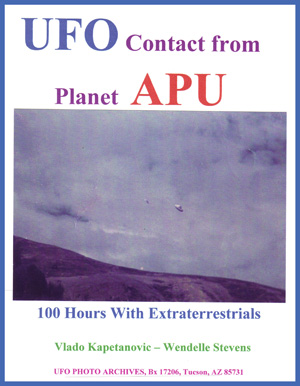 UFO Contact from
Planet APU
100 Hours With Extraterrestrials
Vlado Kapetanovic – Wendelle Stevens
UFO PHOTO ARCHIVES, Bx 17206, Tucson, AZ 85731